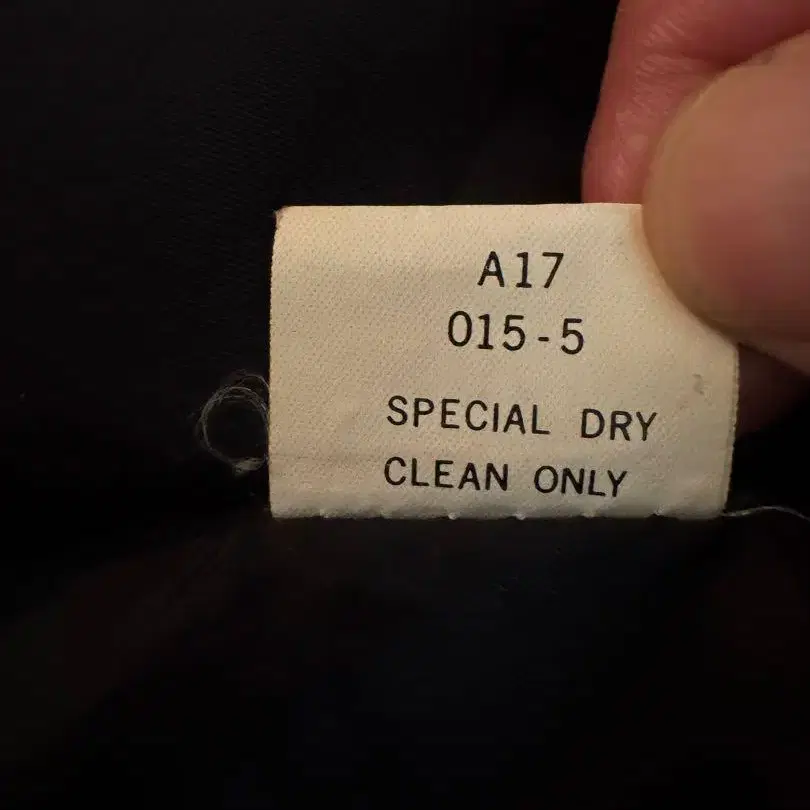 A17
015-5
SPECIAL DRY
CLEAN ONLY